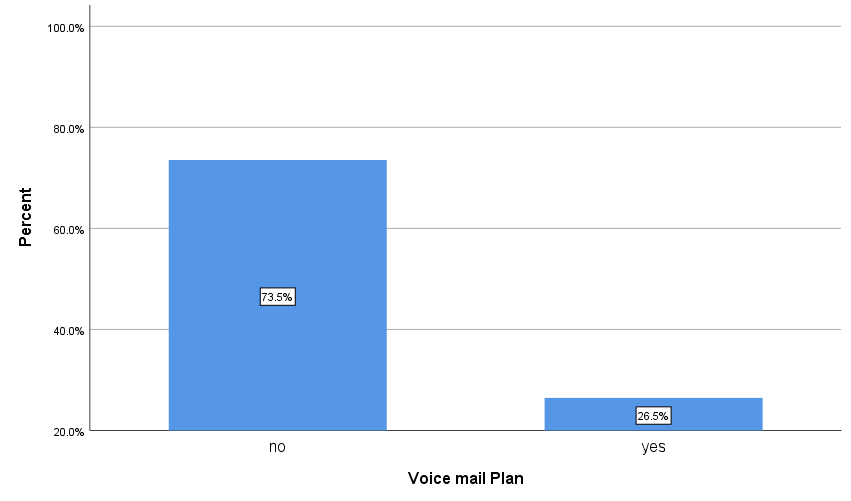 100.0%
80.0%
60.0%
40.0%
20.0%
Percent
73.5%
26.5%
no
yes
Voice mail Plan